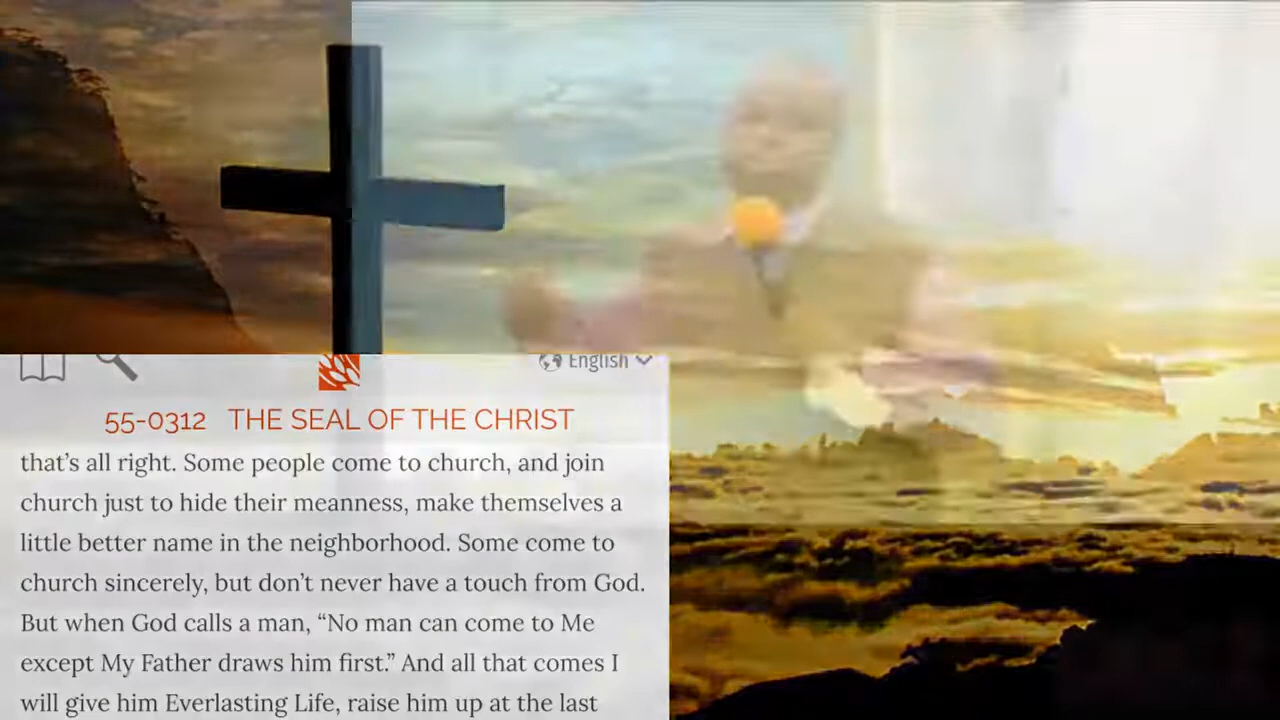 English
55-0312 THE SEAL OF THE CHRIST
that's all right. Some people come to church, and join
church just to hide their meanness, make themselves a
little better name in the neighborhood. Some come to
church sincerely, but don't never have a touch from God.
But when God calls a man, “No man can come to Me
except My Father draws him first.” And all that comes I
will give him Everlasting Life, raise him up at the last